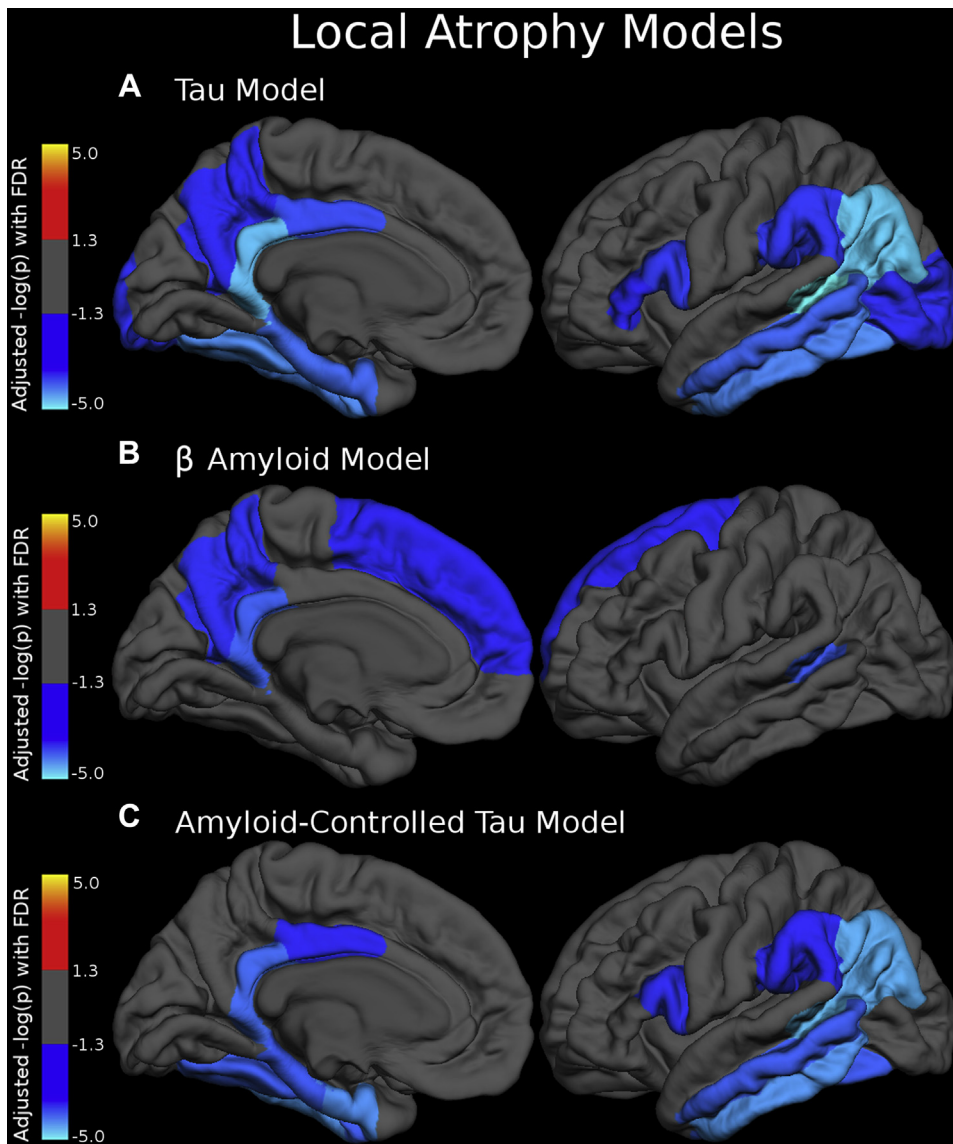 Local Atrophy Models
A Tau Model
Adjusted -log(p) with FDR
5.0
1.3
-1.3
-5.0
B β Amyloid Model
Adjusted -log(p) with FDR
5.0
1.3
-1.3
-5.0
C Amyloid-Controlled Tau Model
Adjusted -log(p) with FDR
5.0
1.3
-1.3
-5.0